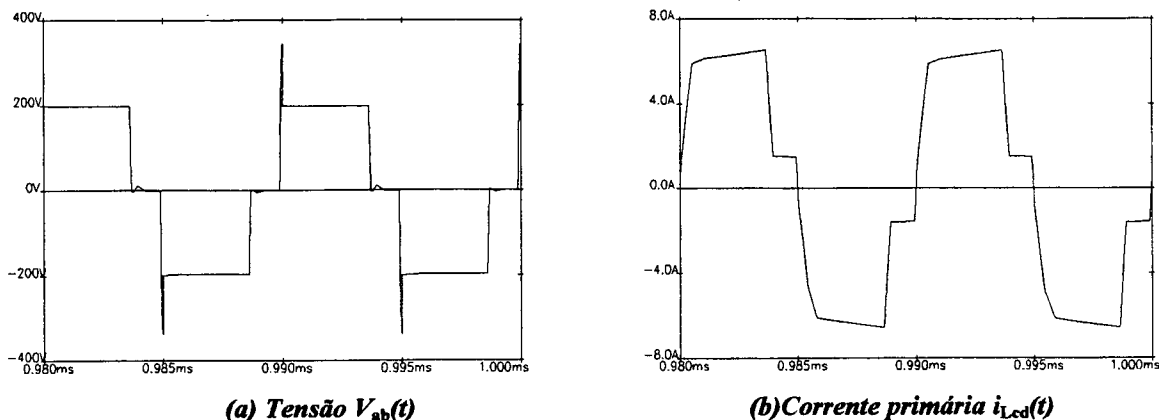 400V
200V
0V
-200V
-400V
0.980ms 0.985ms 0.990ms 0.995ms 1.000ms
(a) Tensão Vab(t)
8.0A
4.0A
0.0A
-4.0A
-8.0A
0.980ms 0.985ms 0.990ms 0.995ms 1.000ms
(b)Corrente primária iLcd(t)